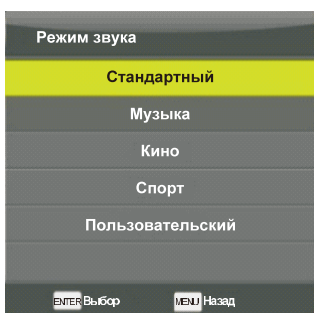 Режим звука
Стандартный
Музыка
Кино
Спорт
Пользовательский
ENTER Выбор MENU Назад